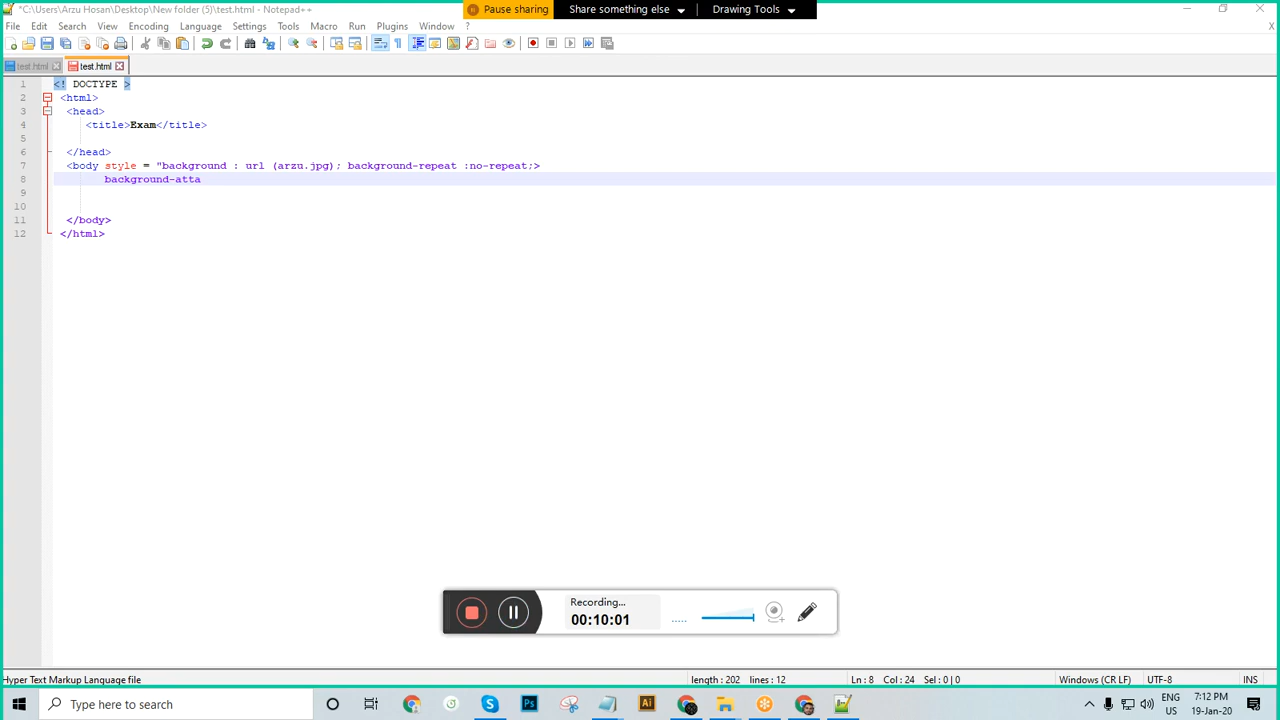 *C:\Users\Arzu Hosan\Desktop\New folder (5)\test.html - Notepad++
Pause sharing
Share something else
Drawing Tools
File Edit Search View Encoding Language Settings Tools Macro Run Plugins Window ?
X
test.html
test.html
1 <! DOCTYPE >
2 <html>
3 <head>
4 <title>Exam</title>
5
6 </head>
7 <body style = "background : url (arzu.jpg); background-repeat :no-repeat;>
8 background-atta
9
10
11 </body>
12 </html>
Recording...
00:10:01
Hyper Text Markup Language file
length : 202 lines : 12
Ln : 8 Col : 24 Sel : 0 | 0
Windows (CR LF)
UTF-8
INS
Type here to search
Ps
Ai
ENG
US
7:12 PM
19-Jan-20